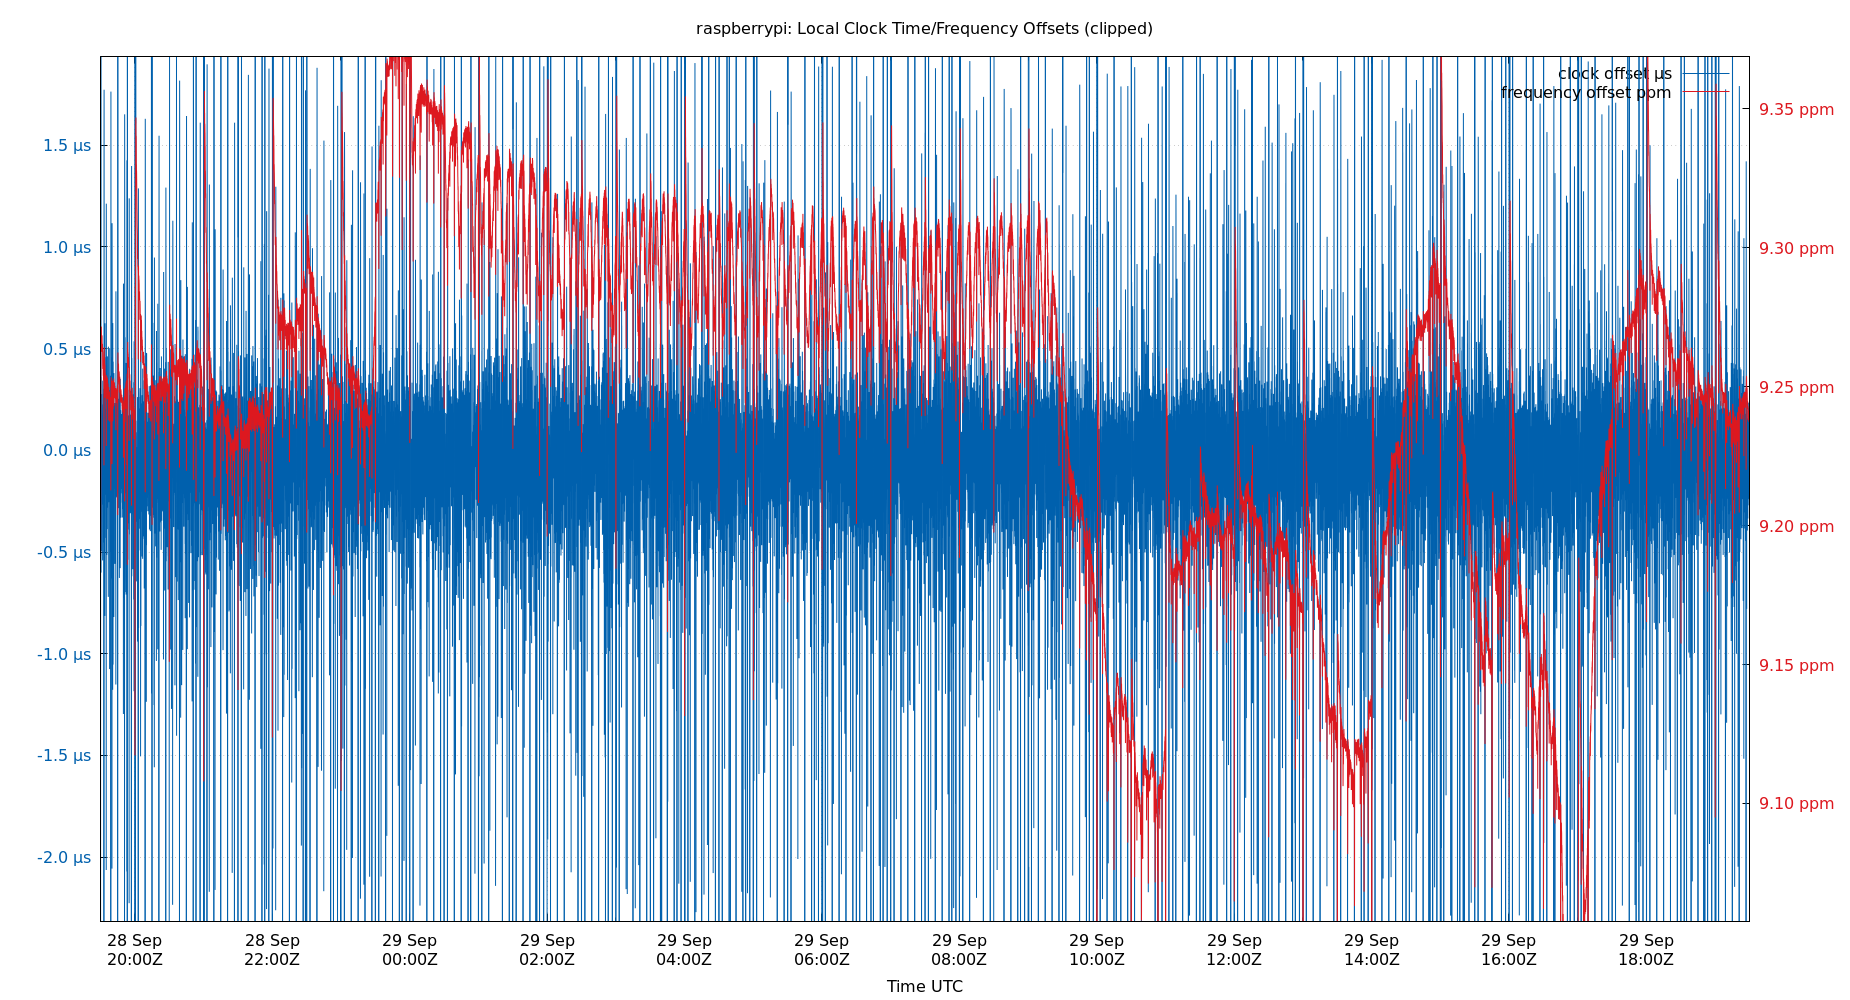 raspberrypi: Local Clock Time/Frequency Offsets (clipped)
clock offset µs
frequency offset ppm
1.5 µs
1.0 µs
0.5 µs
0.0 µs
-0.5 µs
-1.0 µs
-1.5 µs
-2.0 µs
9.35 ppm
9.30 ppm
9.25 ppm
9.20 ppm
9.15 ppm
9.10 ppm
28 Sep 28 Sep 29 Sep 29 Sep 29 Sep 29 Sep 29 Sep 29 Sep 29 Sep 29 Sep 29 Sep 29 Sep
20:00Z 22:00Z 00:00Z 02:00Z 04:00Z 06:00Z 08:00Z 10:00Z 12:00Z 14:00Z 16:00Z 18:00Z
Time UTC